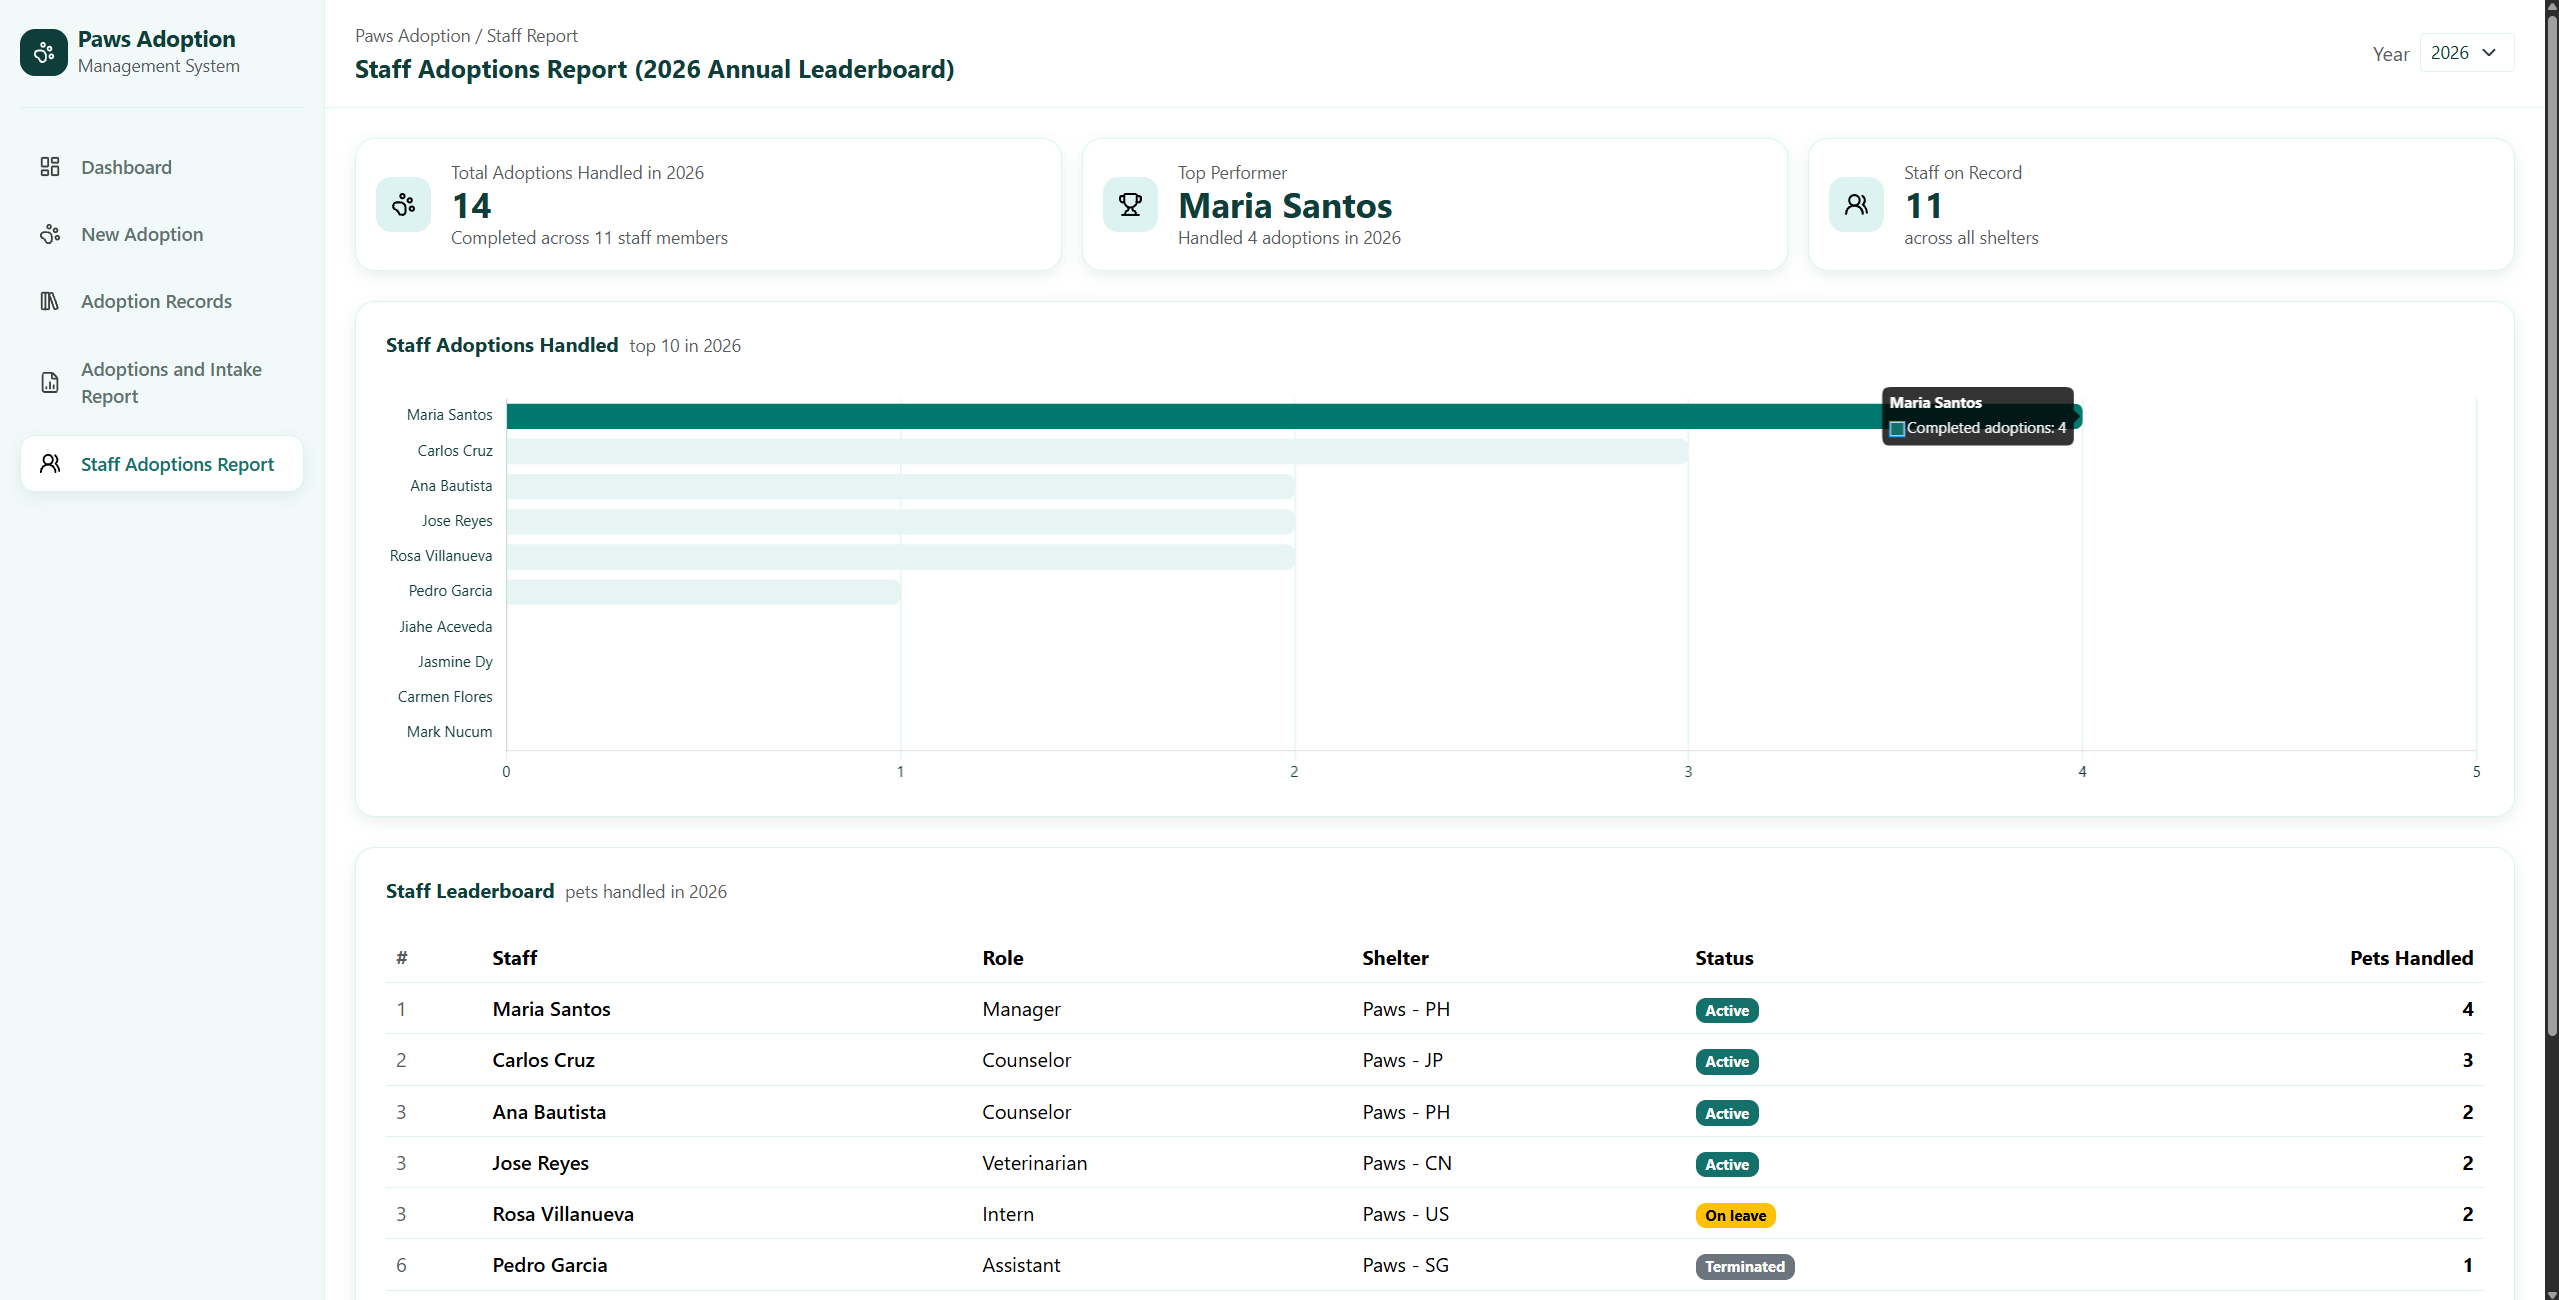 Paws Adoption
Management System
Dashboard
New Adoption
Adoption Records
Adoptions and Intake
Report
Staff Adoptions Report
Paws Adoption / Staff Report
Staff Adoptions Report (2026 Annual Leaderboard)
Year 2026
Total Adoptions Handled in 2026
14
Completed across 11 staff members
Top Performer
Maria Santos
Handled 4 adoptions in 2026
Staff on Record
11
across all shelters
Staff Adoptions Handled top 10 in 2026
Maria Santos
Carlos Cruz
Ana Bautista
Jose Reyes
Rosa Villanueva
Pedro Garcia
Jiahe Aceveda
Jasmine Dy
Carmen Flores
Mark Nucum
Maria Santos
Completed adoptions: 4
0 1 2 3 4 5
Staff Leaderboard pets handled in 2026
# Staff Role Shelter Status Pets Handled
1 Maria Santos Manager Paws - PH Active 4
2 Carlos Cruz Counselor Paws - JP Active 3
3 Ana Bautista Counselor Paws - PH Active 2
3 Jose Reyes Veterinarian Paws - CN Active 2
3 Rosa Villanueva Intern Paws - US On leave 2
6 Pedro Garcia Assistant Paws - SG Terminated 1